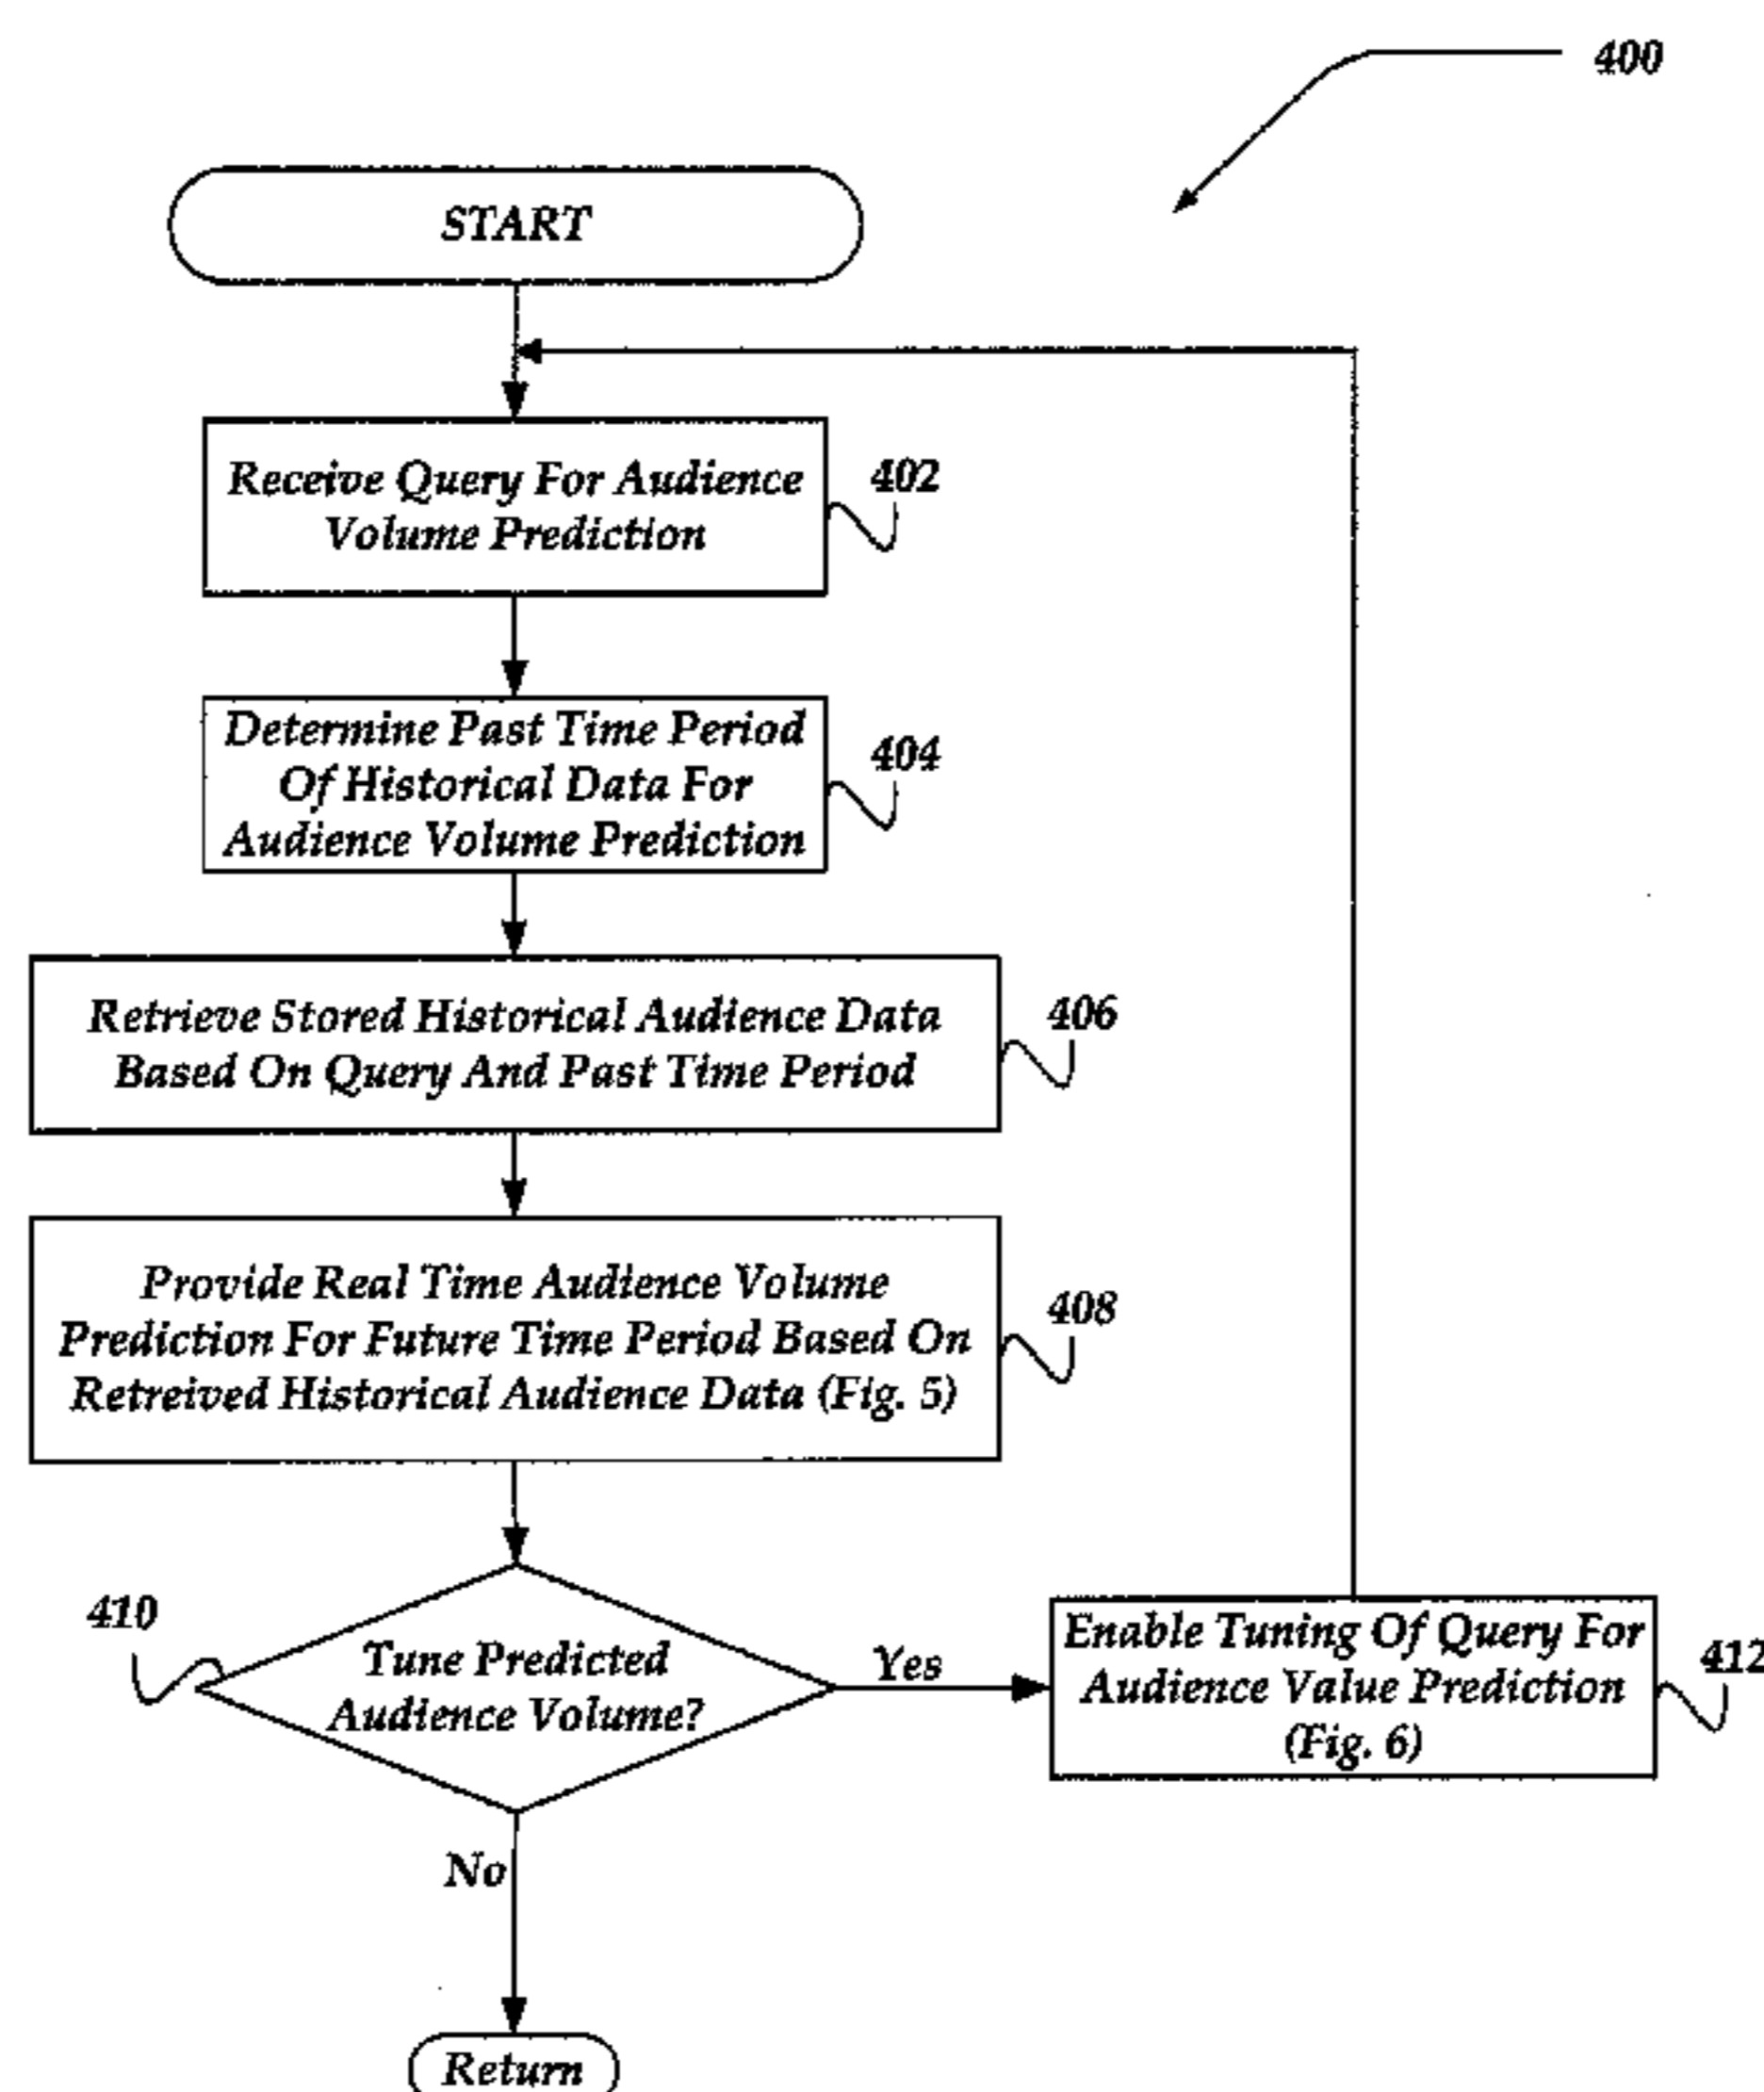 400
START
Receive Query For Audience
Volume Prediction
402
Determine Past Time Period
Of Historical Data For
Audience Volume Prediction
404
Retrieve Stored Historical Audience Data
Based On Query And Past Time Period
406
Provide Real Time Audience Volume
Prediction For Future Time Period Based On
Retreived Historical Audience Data (Fig. 5)
408
410
Tune Predicted
Audience Volume?
Yes
Enable Tuning Of Query For
Audience Value Prediction
(Fig. 6)
412
No
Return